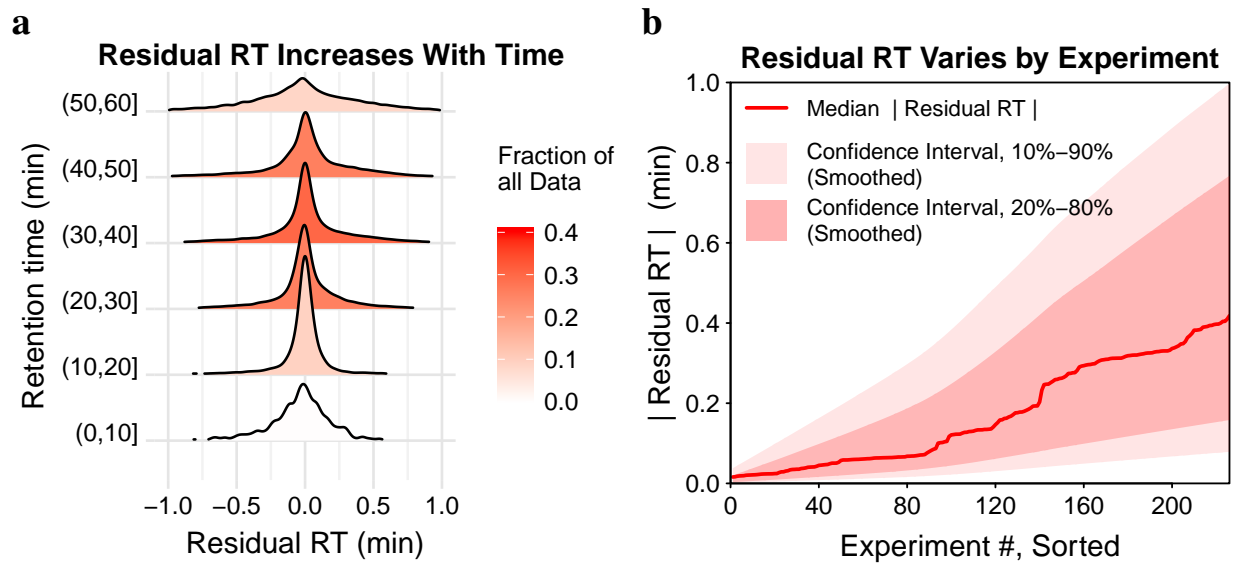 a
Residual RT Increases With Time
Retention time (min)
(50,60]
(40,50]
(30,40]
(20,30]
(10,20]
(0,10]
−1.0 −0.5 0.0 0.5 1.0
Residual RT (min)
Fraction of
all Data
0.4
0.3
0.2
0.1
0.0
b
Residual RT Varies by Experiment
| Residual RT | (min)
1.0
0.8
0.6
0.4
0.2
0.0
Median | Residual RT |
Confidence Interval, 10%−90%
(Smoothed)
Confidence Interval, 20%−80%
(Smoothed)
0 40 80 120 160 200
Experiment #, Sorted